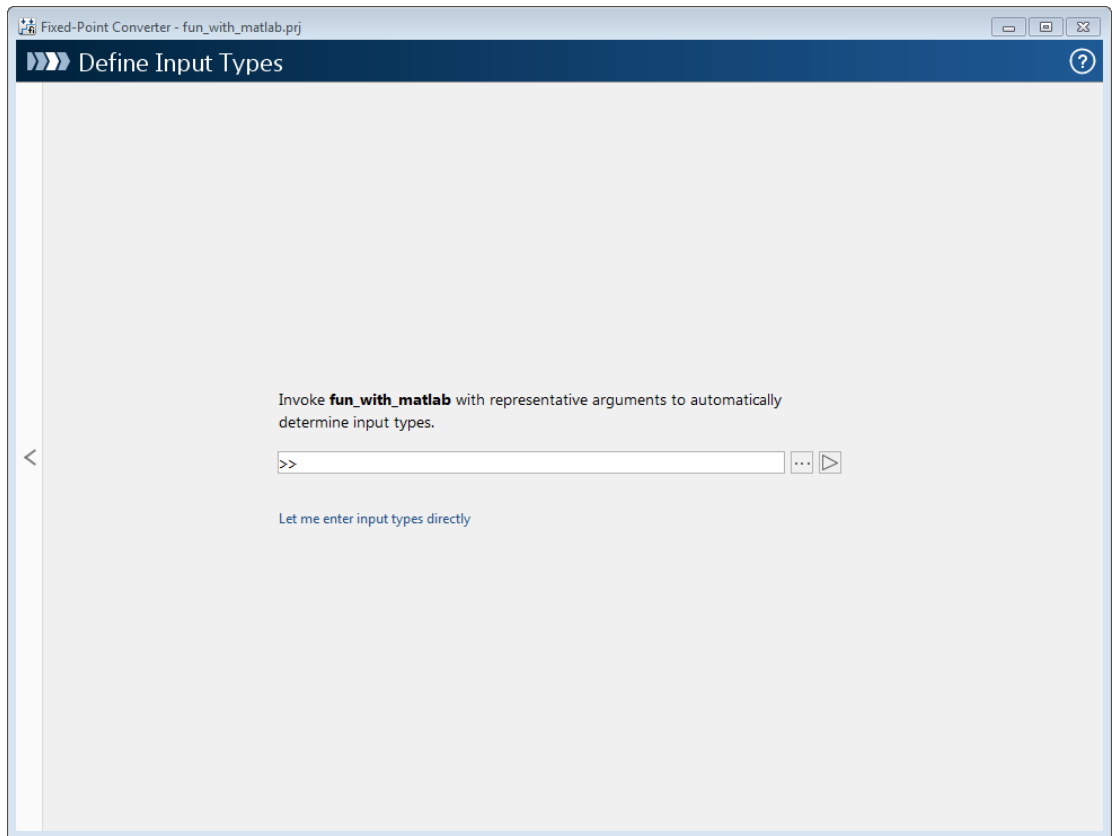 Fixed-Point Converter - fun_with_matlab.prj
Define Input Types
?
Invoke fun_with_matlab with representative arguments to automatically
determine input types.
>>
...
Let me enter input types directly